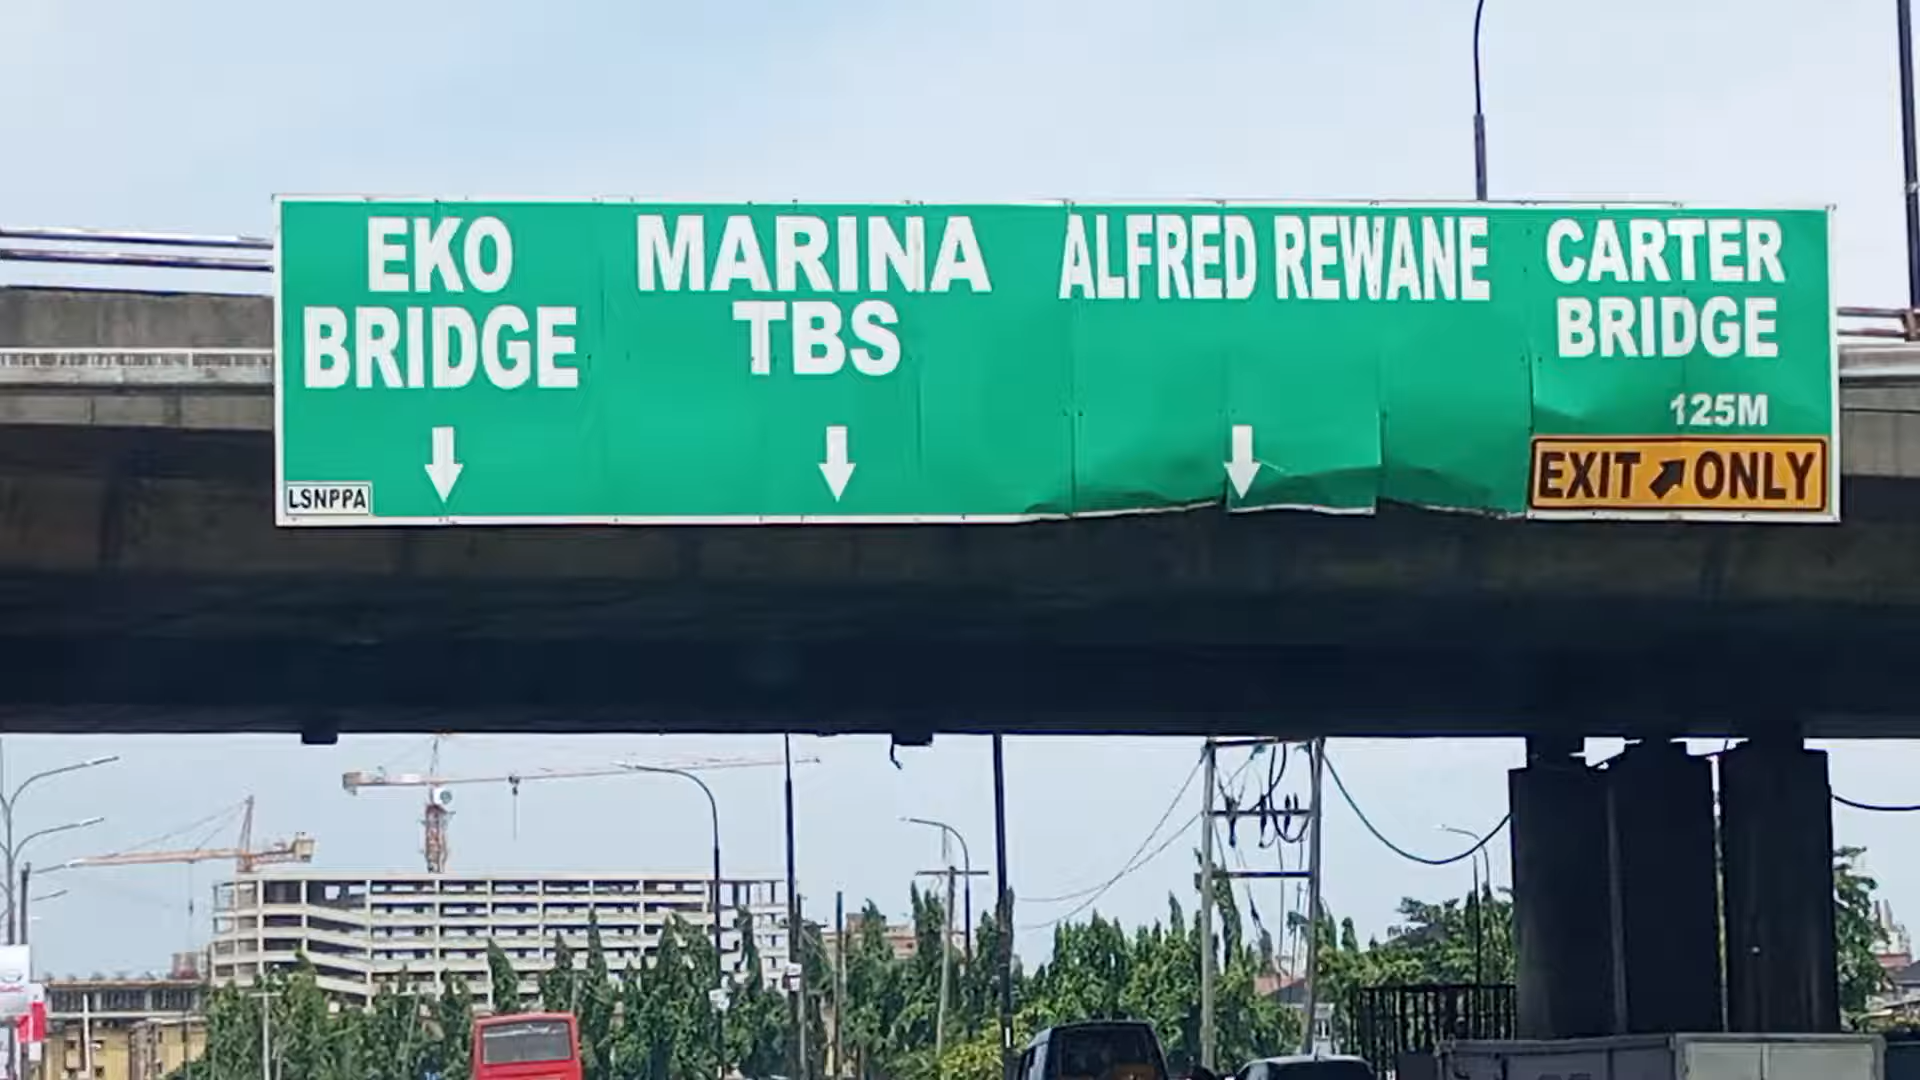 EKO
BRIDGE
MARINA
TBS
ALFRED REWANE
CARTER
BRIDGE
125M
EXIT ONLY
LSNPPA